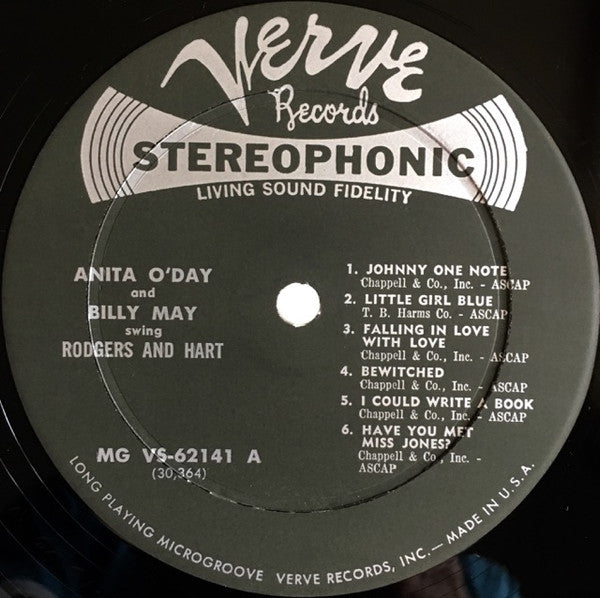 Verve
Records
STEREOPHONIC
LIVING SOUND FIDELITY
ANITA O'DAY
and
BILLY MAY
swing
RODGERS AND HART
MG VS-62141 A
(30,364)
1. JOHNNY ONE NOTE
Chappell & Co., Inc. - ASCAP
2. LITTLE GIRL BLUE
T. B. Harms Co. - ASCAP
3. FALLING IN LOVE
WITH LOVE
Chappell & Co., Inc. - ASCAP
4. BEWITCHED
Chappell & Co., Inc. - ASCAP
5. I COULD WRITE A BOOK
Chappell & Co., Inc. - ASCAP
6. HAVE YOU MET
MISS JONES?
Chappell & Co., Inc. -
ASCAP
LONG PLAYING MICROGROOVE VERVE RECORDS, INC.— MADE IN U.S.A.